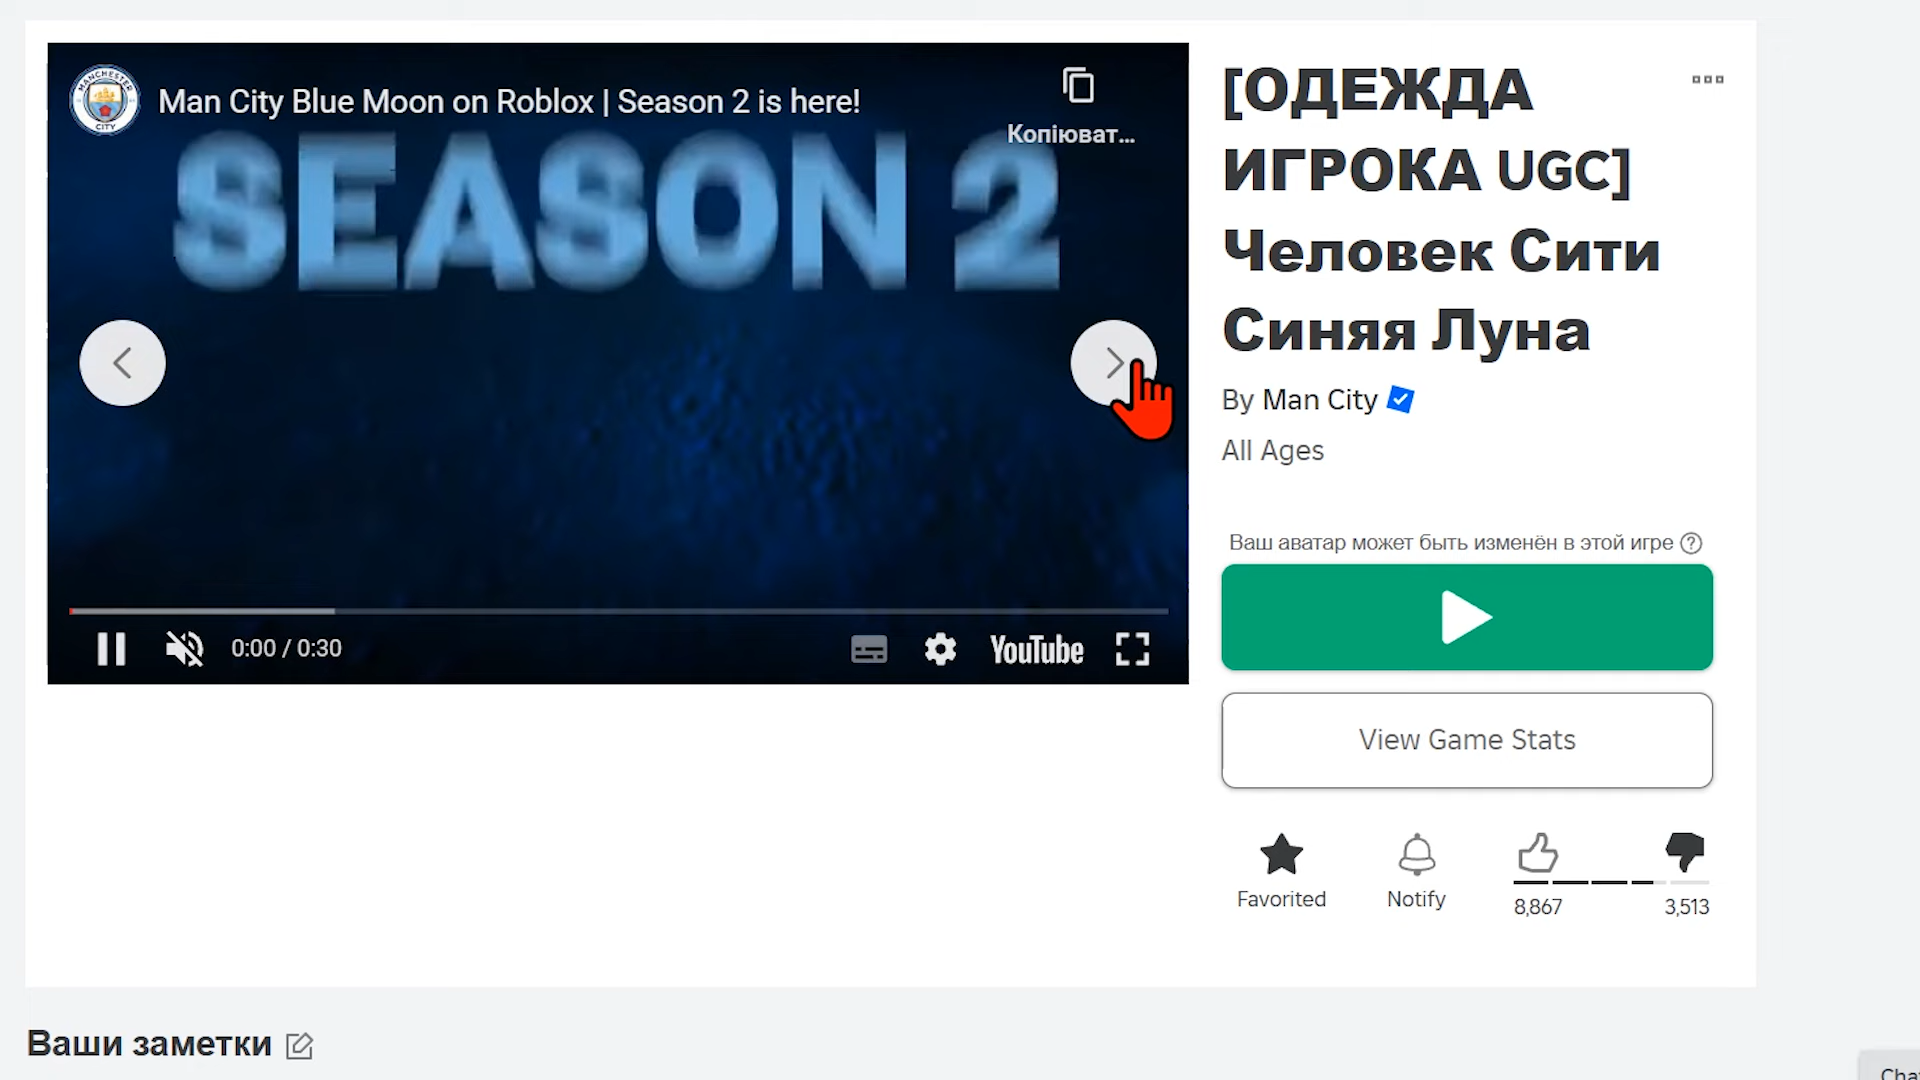 MANCHESTER
CITY
Man City Blue Moon on Roblox | Season 2 is here!
Копіюват...
SEASON 2
0:00 / 0:30
YouTube
[ОДЕЖДА
ИГРОКА UGC]
Человек Сити
Синяя Луна
By Man City
All Ages
Ваш аватар может быть изменён в этой игре ?
View Game Stats
Favorited
Notify
8,867
3,513
Ваши заметки